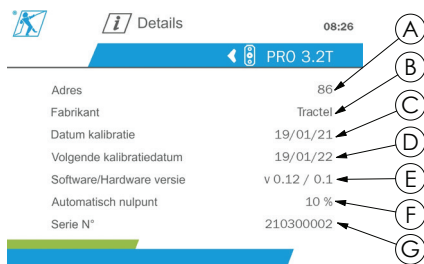 i Details 08:26 A
PRO 3.2T B
Adres 86
Fabrikant Tractel C
Datum kalibratie 19/01/21 D
Volgende kalibratiedatum 19/01/22
Software/Hardware versie v 0.12 / 0.1 E
Automatisch nulpunt 10 % F
Serie N° 210300002 G